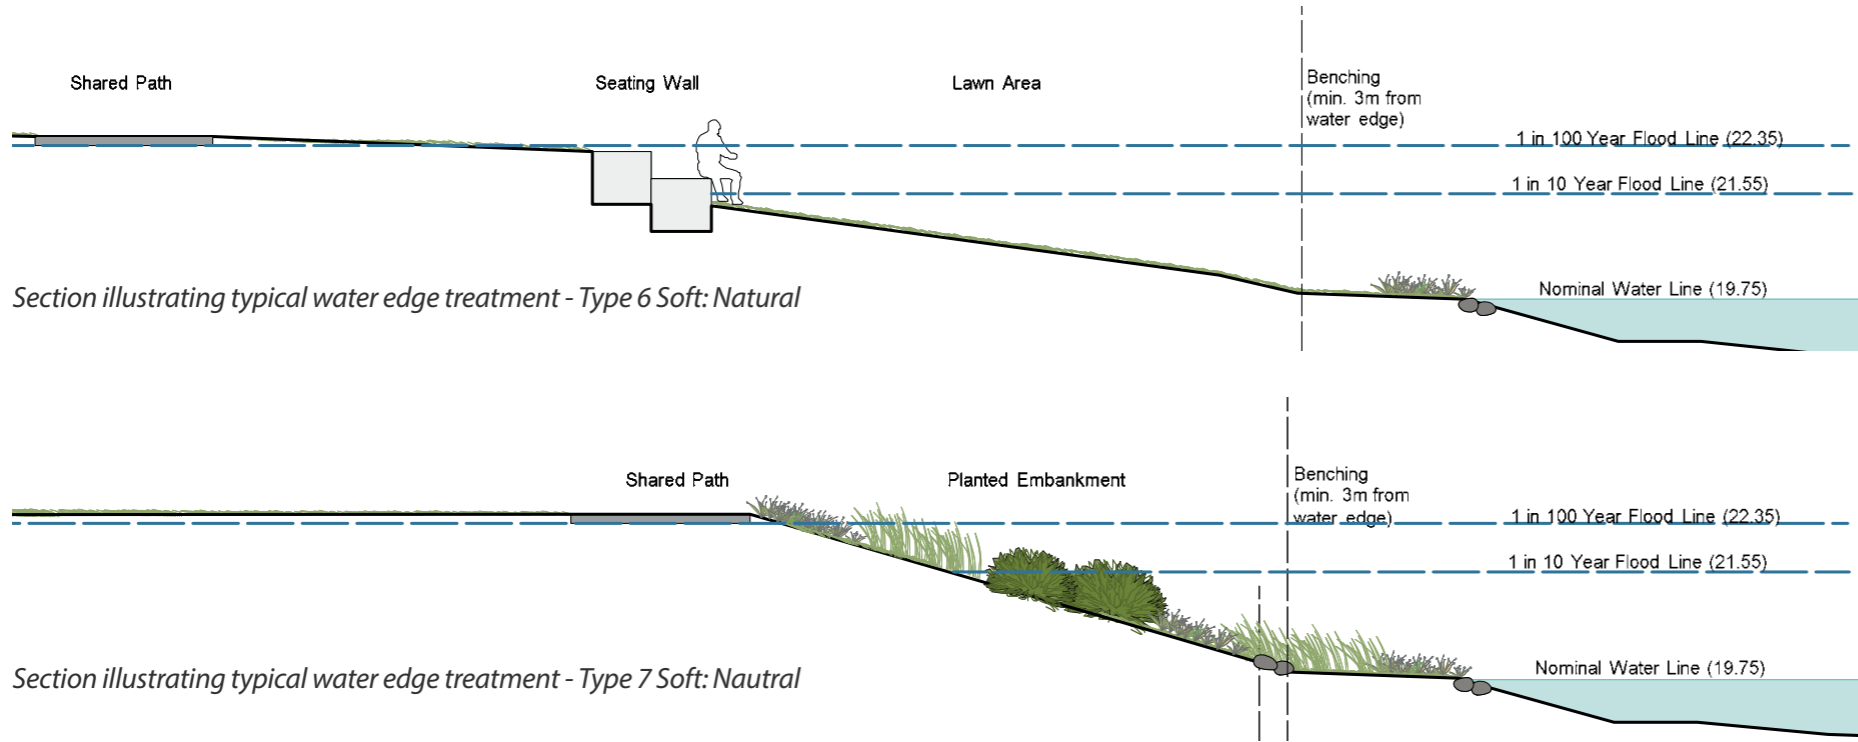 Shared Path
Seating Wall
Lawn Area
Benching
(min. 3m from
water edge)
1 in 100 Year Flood Line (22.35)
1 in 10 Year Flood Line (21.55)
Nominal Water Line (19.75)
Section illustrating typical water edge treatment - Type 6 Soft: Natural
Shared Path
Planted Embankment
Benching
(min. 3m from
water edge)
1 in 100 Year Flood Line (22.35)
1 in 10 Year Flood Line (21.55)
Nominal Water Line (19.75)
Section illustrating typical water edge treatment - Type 7 Soft: Nautral